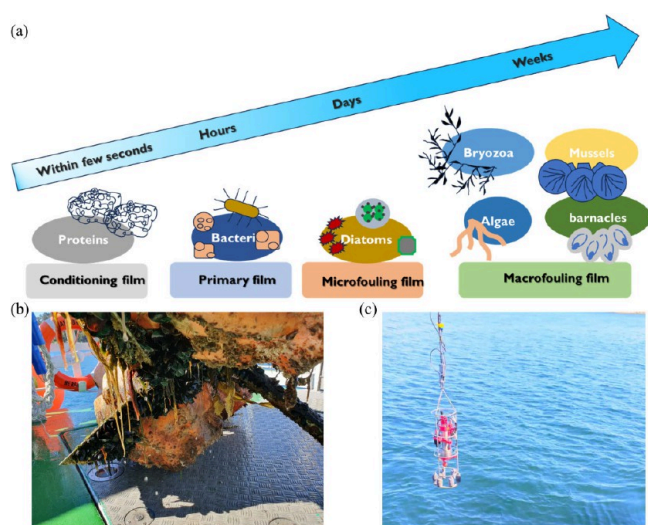 (a)
Within few seconds
Hours
Days
Weeks
Bryozoa
Mussels
Proteins
Bacteri
Diatoms
Algae
barnacles
Conditioning film
Primary film
Microfouling film
Macrofouling film
(b)
(c)